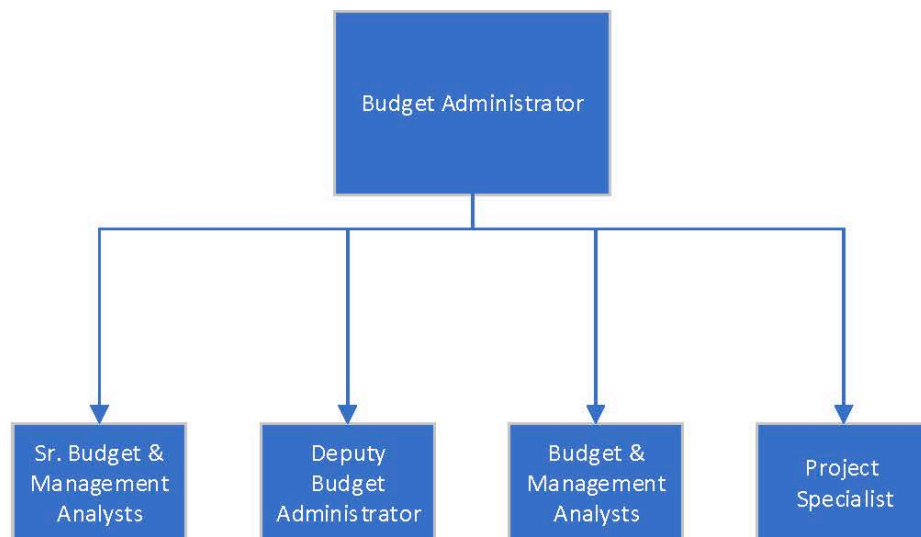 Budget Administrator
Sr. Budget &
Management
Analysts
Deputy
Budget
Administrator
Budget &
Management
Analysts
Project
Specialist